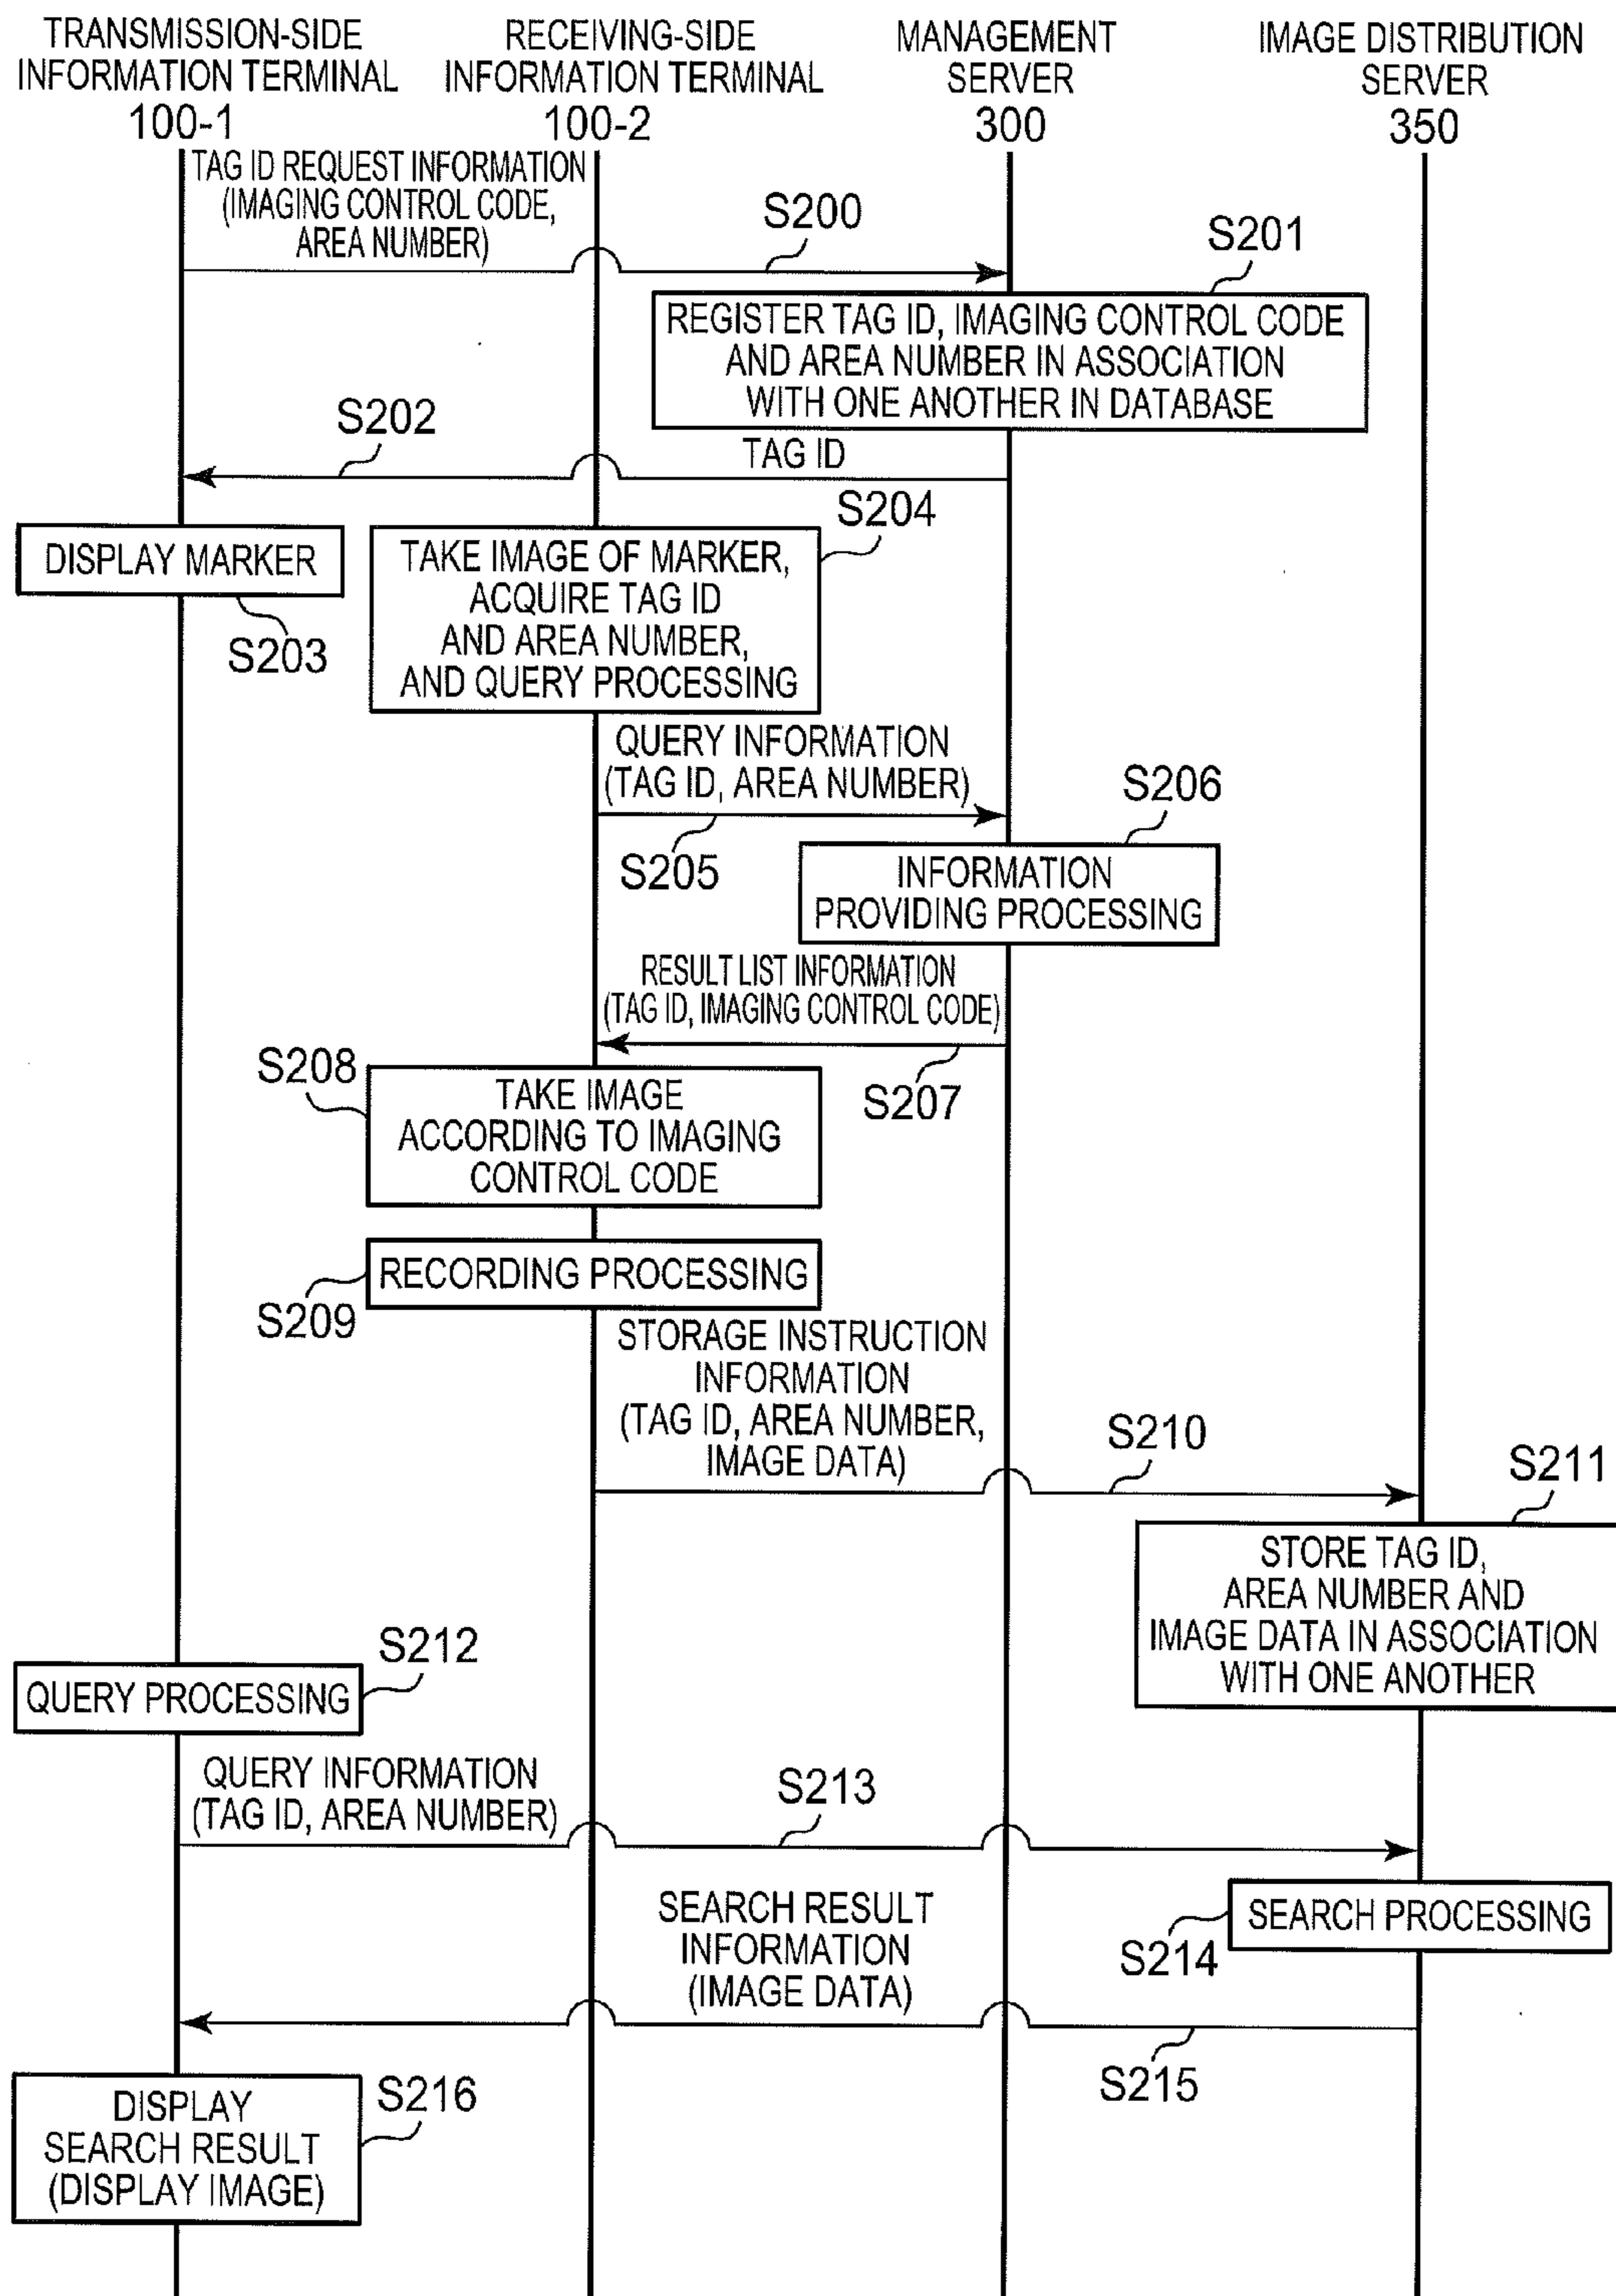 TRANSMISSION-SIDE
INFORMATION TERMINAL
100-1
RECEIVING-SIDE
INFORMATION TERMINAL
100-2
MANAGEMENT
SERVER
300
IMAGE DISTRIBUTION
SERVER
350
TAG ID REQUEST INFORMATION
(IMAGING CONTROL CODE,
AREA NUMBER)
S200
S201
REGISTER TAG ID, IMAGING CONTROL CODE
AND AREA NUMBER IN ASSOCIATION
WITH ONE ANOTHER IN DATABASE
S202
TAG ID
DISPLAY MARKER
S203
S204
TAKE IMAGE OF MARKER,
ACQUIRE TAG ID
AND AREA NUMBER,
AND QUERY PROCESSING
QUERY INFORMATION
(TAG ID, AREA NUMBER)
S205
S206
INFORMATION
PROVIDING PROCESSING
RESULT LIST INFORMATION
(TAG ID, IMAGING CONTROL CODE)
S207
S208
TAKE IMAGE
ACCORDING TO IMAGING
CONTROL CODE
RECORDING PROCESSING
S209
STORAGE INSTRUCTION
INFORMATION
(TAG ID, AREA NUMBER,
IMAGE DATA)
S210
S211
STORE TAG ID,
AREA NUMBER AND
IMAGE DATA IN ASSOCIATION
WITH ONE ANOTHER
S212
QUERY PROCESSING
QUERY INFORMATION
(TAG ID, AREA NUMBER)
S213
SEARCH PROCESSING
S214
SEARCH RESULT
INFORMATION
(IMAGE DATA)
S215
S216
DISPLAY
SEARCH RESULT
(DISPLAY IMAGE)